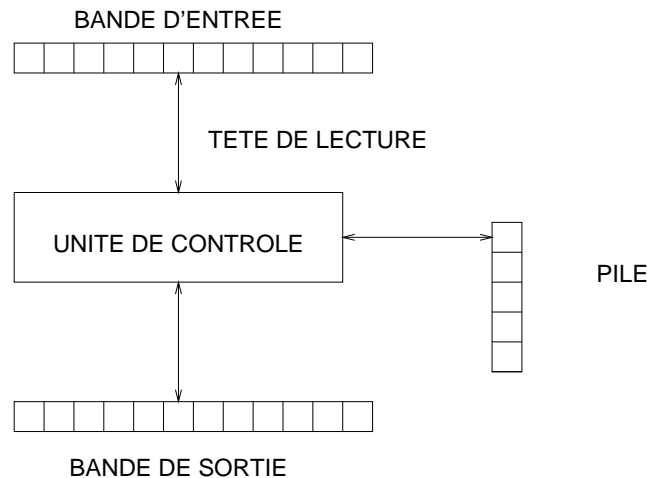 BANDE D'ENTREE
TETE DE LECTURE
UNITE DE CONTROLE
PILE
BANDE DE SORTIE